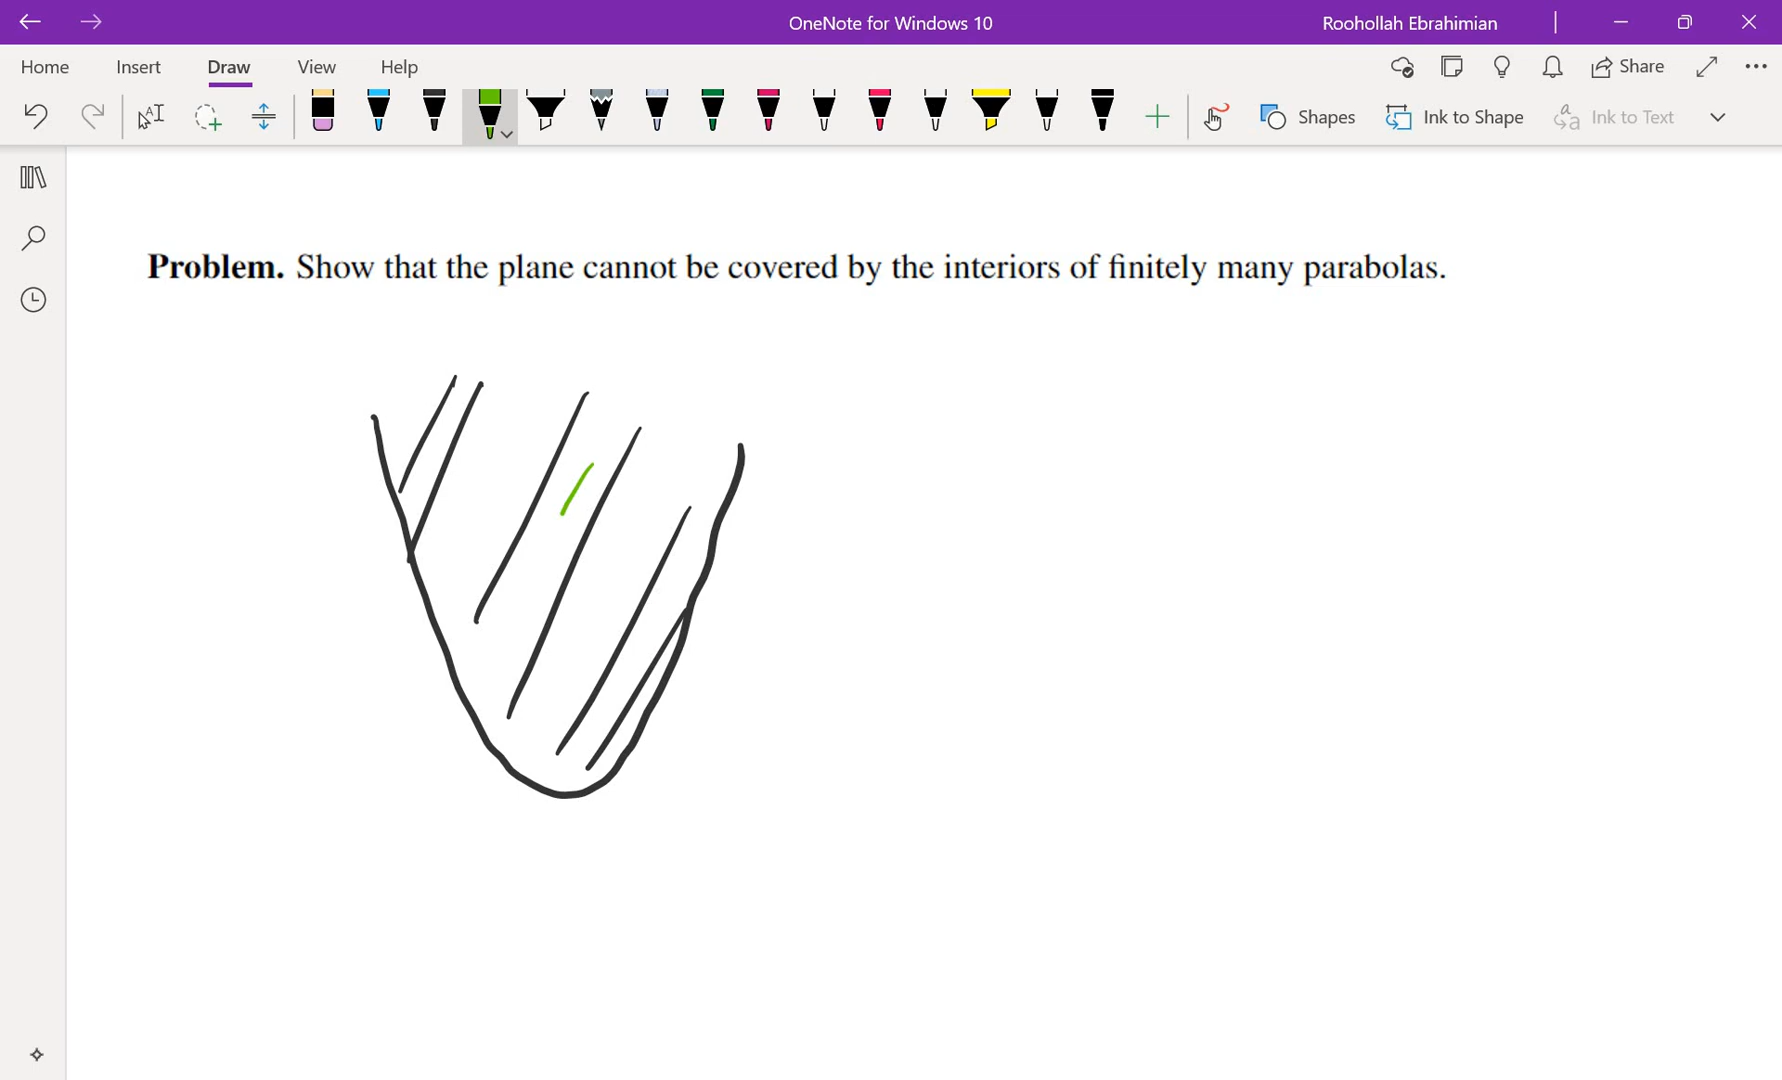 OneNote for Windows 10
Roohollah Ebrahimian
Home Insert Draw View Help
Share
Shapes
Ink to Shape
Ink to Text
Problem. Show that the plane cannot be covered by the interiors of finitely many parabolas.